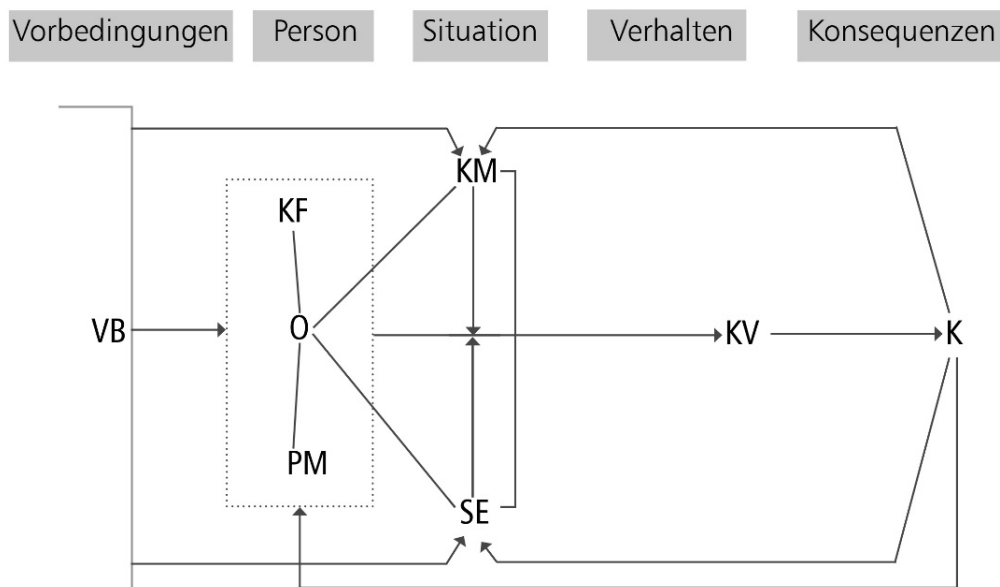 Vorbedingungen Person Situation Verhalten Konsequenzen
KM
KF
VB O KV K
PM
SE